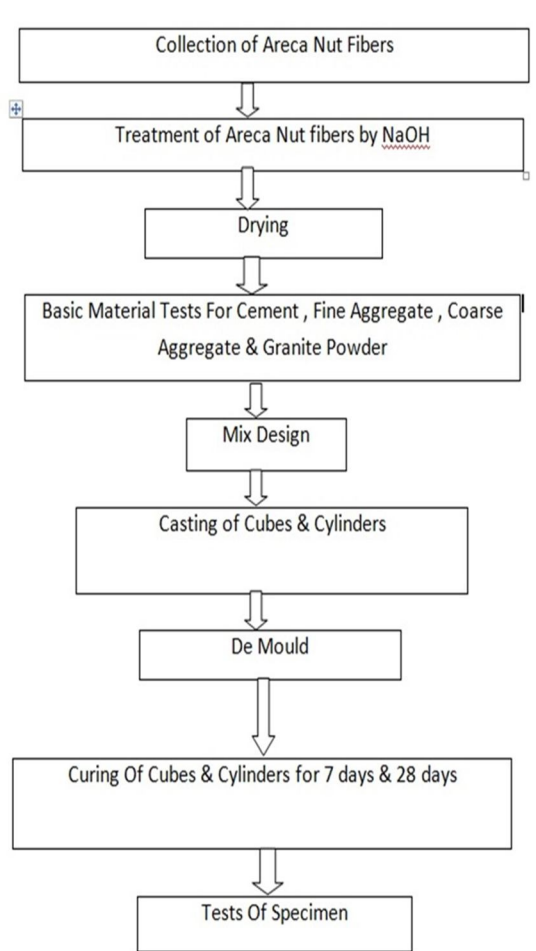 Collection of Areca Nut Fibers
Treatment of Areca Nut fibers by NaOH
Drying
Basic Material Tests For Cement , Fine Aggregate , Coarse
Aggregate & Granite Powder
Mix Design
Casting of Cubes & Cylinders
De Mould
Curing Of Cubes & Cylinders for 7 days & 28 days
Tests Of Specimen